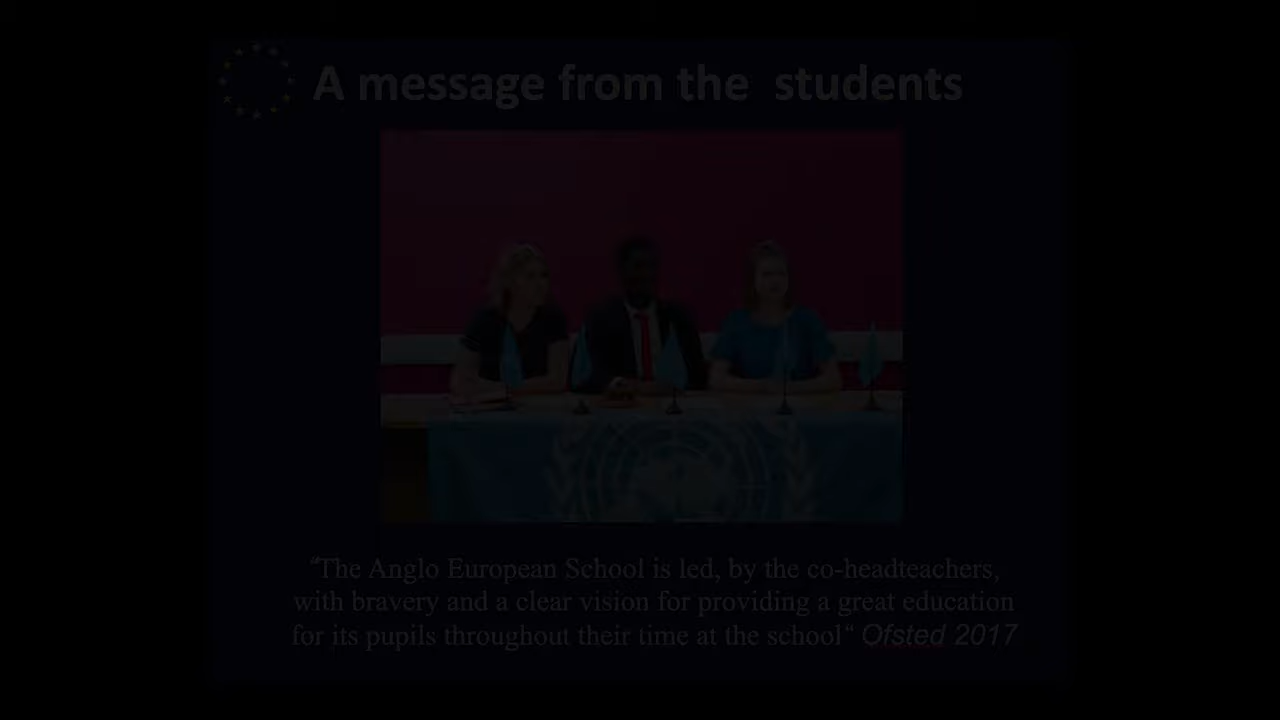 A message from the students
“The Anglo European School is led, by the co-headteachers,
with bravery and a clear vision for providing a great education
for its pupils throughout their time at the school“ Ofsted 2017